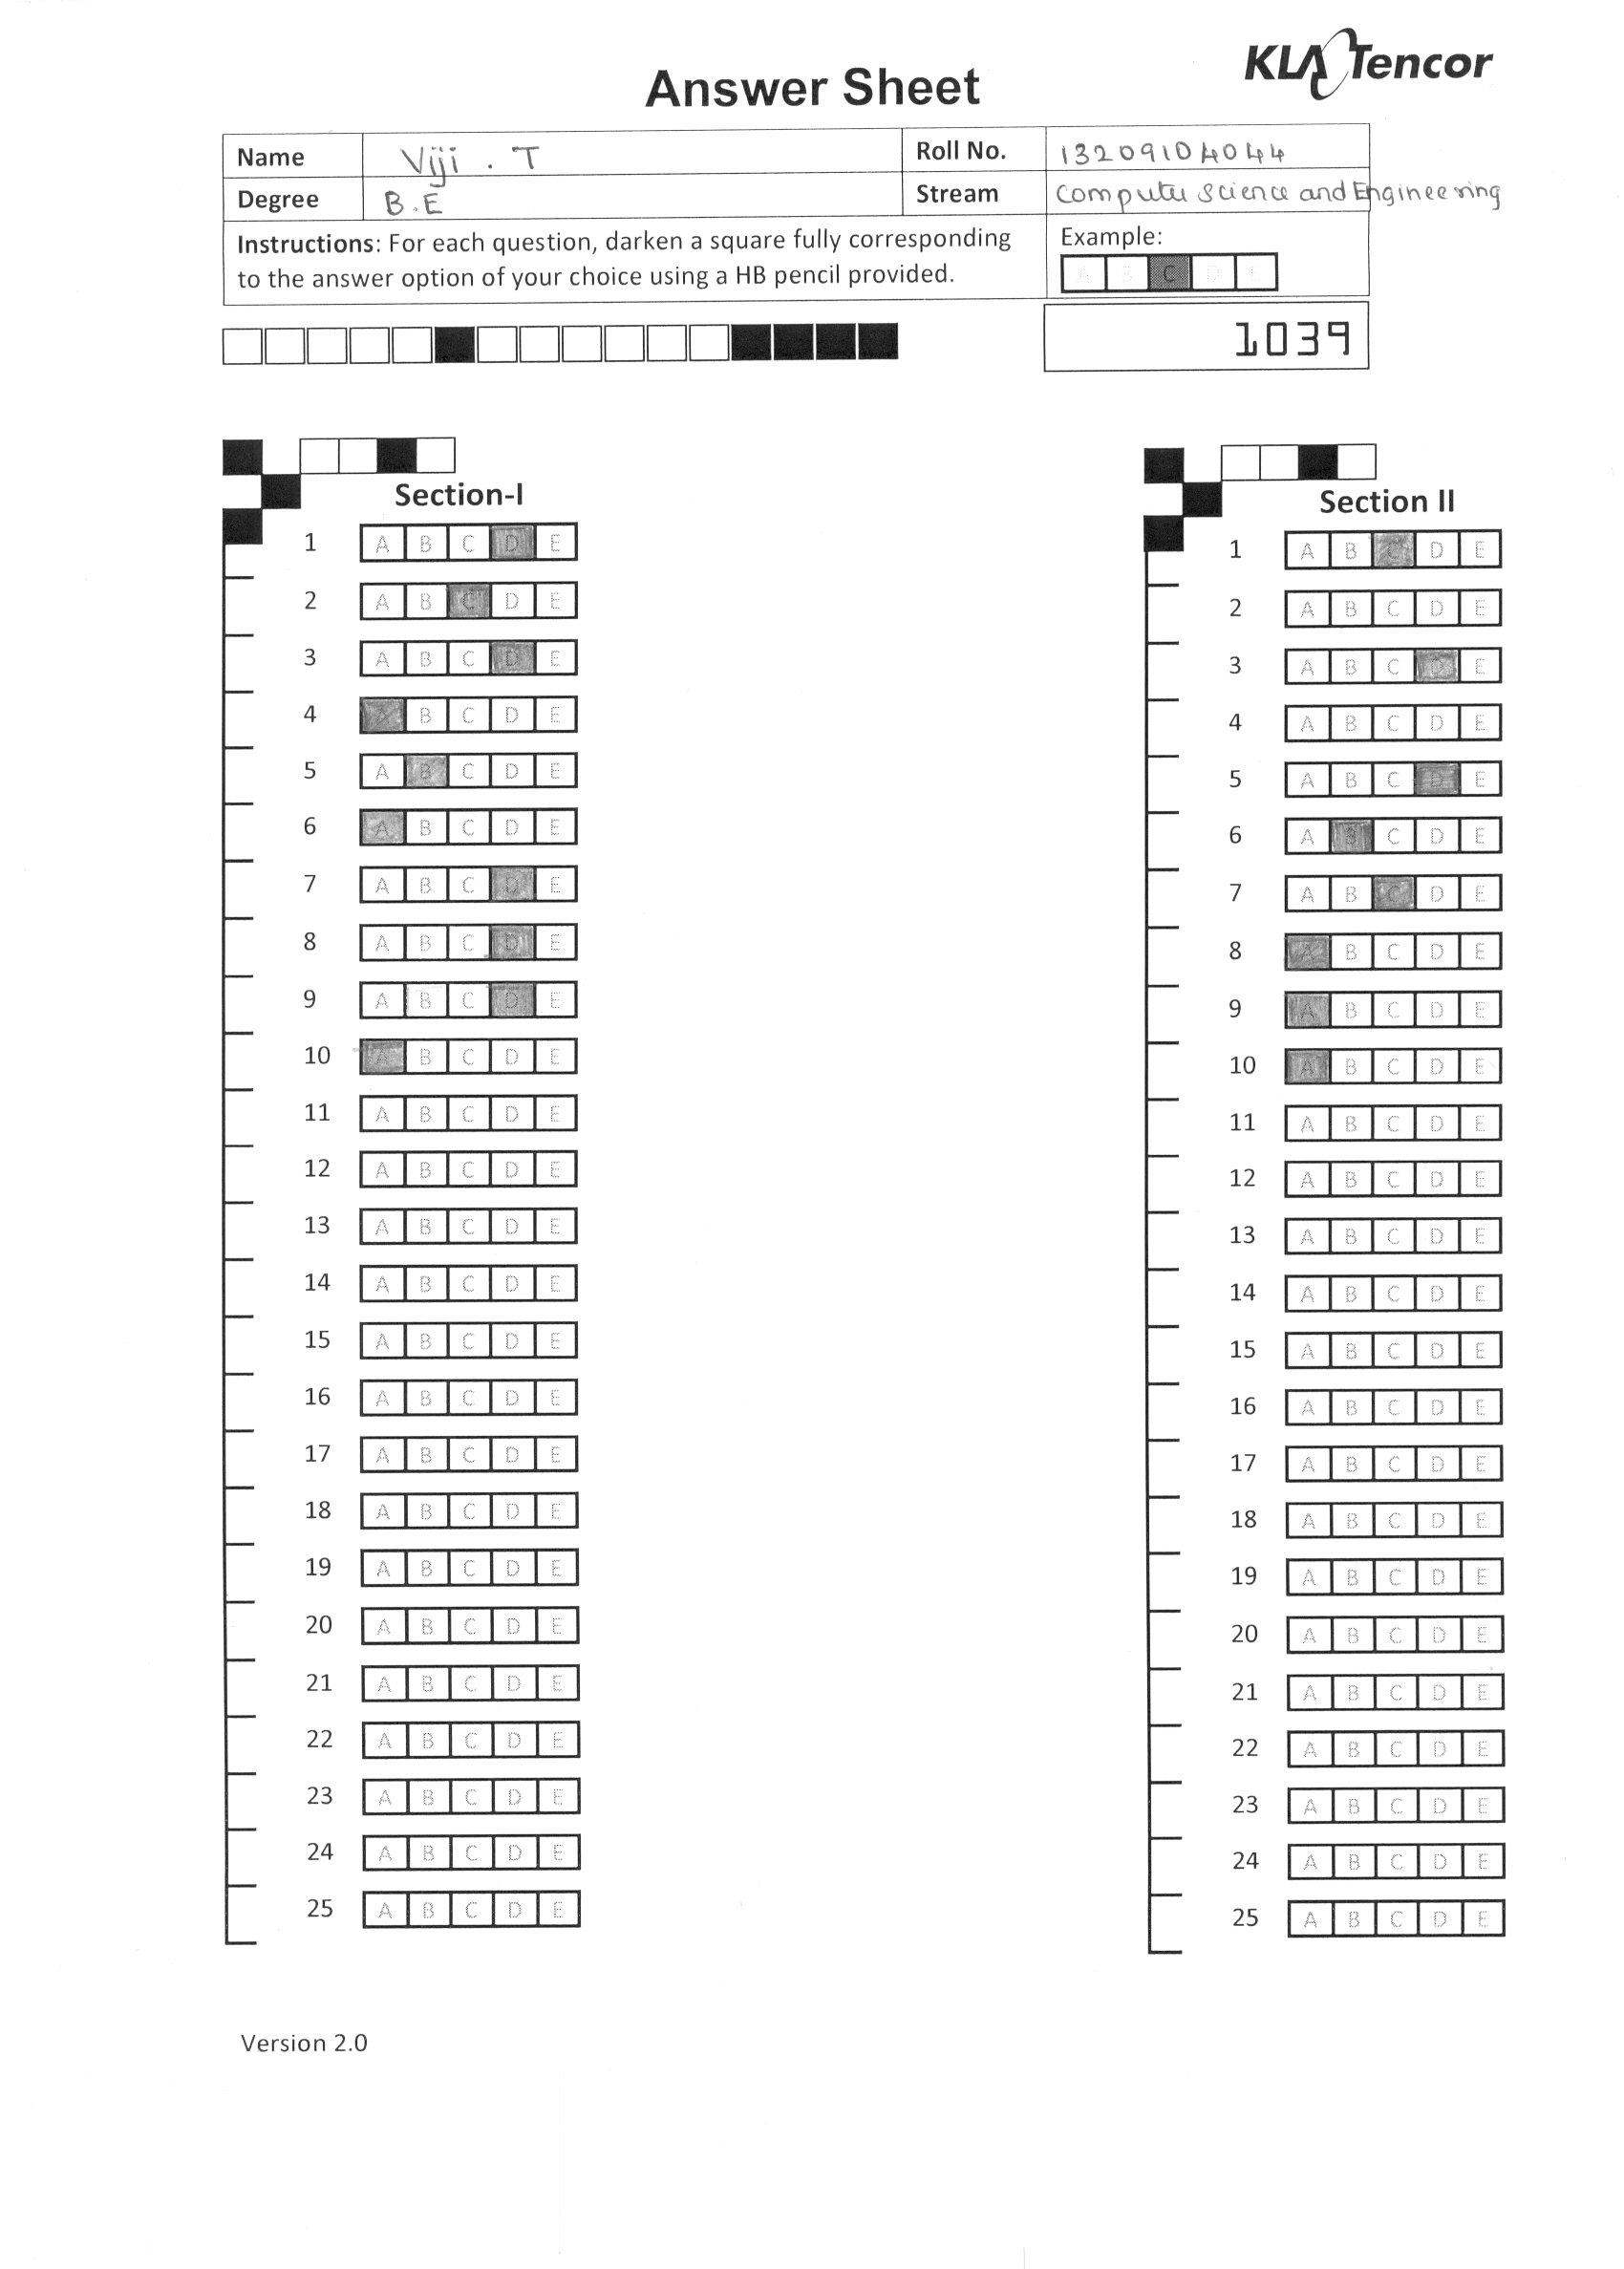 KLA Tencor
Answer Sheet
Name Viji . T Roll No. 13209104044
Degree B.E Stream Computer Science and Engineering
Instructions: For each question, darken a square fully corresponding
to the answer option of your choice using a HB pencil provided.
Example:
A B C D E
1039
Section-I
1 A B C D E
2 A B C D E
3 A B C D E
4 A B C D E
5 A B C D E
6 A B C D E
7 A B C D E
8 A B C D E
9 A B C D E
10 A B C D E
11 A B C D E
12 A B C D E
13 A B C D E
14 A B C D E
15 A B C D E
16 A B C D E
17 A B C D E
18 A B C D E
19 A B C D E
20 A B C D E
21 A B C D E
22 A B C D E
23 A B C D E
24 A B C D E
25 A B C D E
Section II
1 A B C D E
2 A B C D E
3 A B C D E
4 A B C D E
5 A B C D E
6 A B C D E
7 A B C D E
8 A B C D E
9 A B C D E
10 A B C D E
11 A B C D E
12 A B C D E
13 A B C D E
14 A B C D E
15 A B C D E
16 A B C D E
17 A B C D E
18 A B C D E
19 A B C D E
20 A B C D E
21 A B C D E
22 A B C D E
23 A B C D E
24 A B C D E
25 A B C D E
Version 2.0